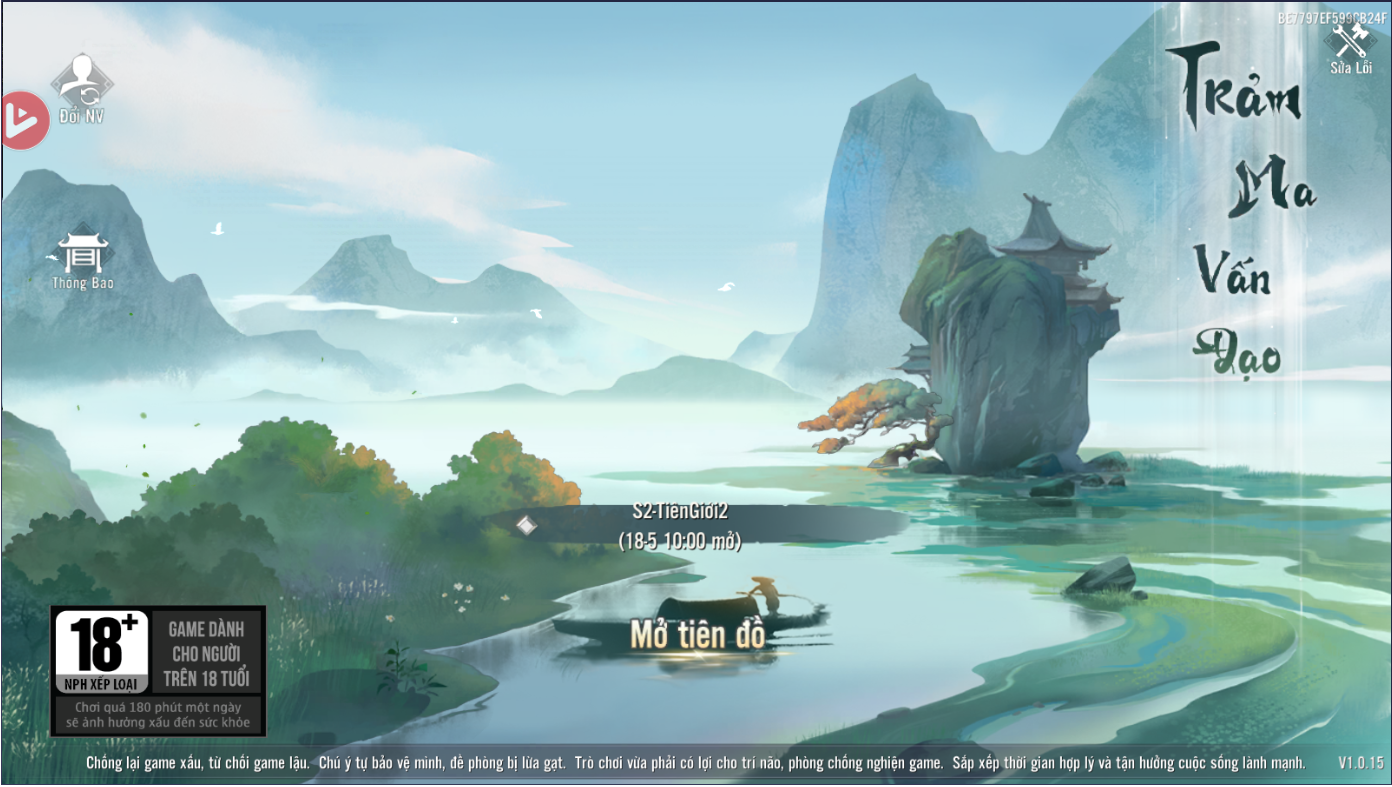 BE7797EF599CB24F
Sửa Lỗi
Đổi NV
Trảm
Ma
Vấn
Đạo
Thông Báo
S2-TiênGiới2
(18-5 10:00 mở)
Mở tiên đồ
18+
NPH XẾP LOẠI
GAME DÀNH
CHO NGƯỜI
TRÊN 18 TUỔI
Chơi quá 180 phút một ngày
sẽ ảnh hưởng xấu đến sức khỏe
Chống lại game xấu, từ chối game lậu. Chú ý tự bảo vệ mình, đề phòng bị lừa gạt. Trò chơi vừa phải có lợi cho trí não, phòng chống nghiện game. Sắp xếp thời gian hợp lý và tận hưởng cuộc sống lành mạnh.
V1.0.15